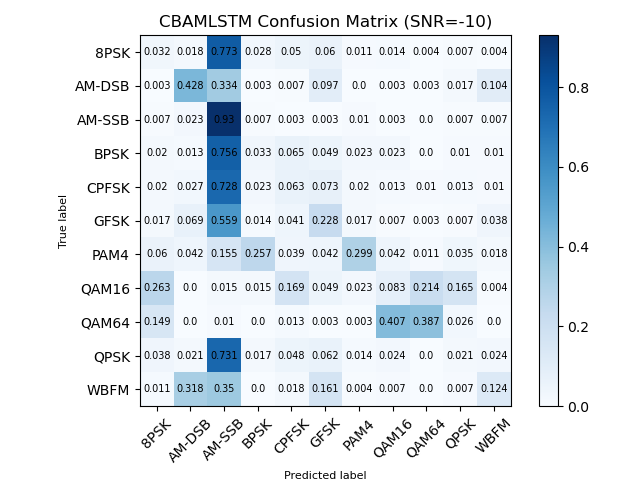 CBAMLSTM Confusion Matrix (SNR=-10)
8PSK 0.032 0.018 0.773 0.028 0.05 0.06 0.011 0.014 0.004 0.007 0.004
AM-DSB 0.003 0.428 0.334 0.003 0.007 0.097 0.0 0.003 0.003 0.017 0.104
AM-SSB 0.007 0.023 0.93 0.007 0.003 0.003 0.01 0.003 0.0 0.007 0.007
BPSK 0.02 0.013 0.756 0.033 0.065 0.049 0.023 0.023 0.0 0.01 0.01
CPFSK 0.02 0.027 0.728 0.023 0.063 0.073 0.02 0.013 0.01 0.013 0.01
GFSK 0.017 0.069 0.559 0.014 0.041 0.228 0.017 0.007 0.003 0.007 0.038
PAM4 0.06 0.042 0.155 0.257 0.039 0.042 0.299 0.042 0.011 0.035 0.018
QAM16 0.263 0.0 0.015 0.015 0.169 0.049 0.023 0.083 0.214 0.165 0.004
QAM64 0.149 0.0 0.01 0.0 0.013 0.003 0.003 0.407 0.387 0.026 0.0
QPSK 0.038 0.021 0.731 0.017 0.048 0.062 0.014 0.024 0.0 0.021 0.024
WBFM 0.011 0.318 0.35 0.0 0.018 0.161 0.004 0.007 0.0 0.007 0.124
8PSK AM-DSB AM-SSB BPSK CPFSK GFSK PAM4 QAM16 QAM64 QPSK WBFM
Predicted label
True label
0.8
0.6
0.4
0.2
0.0